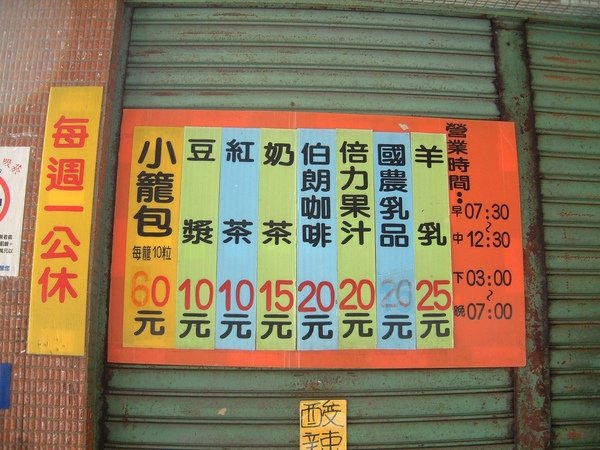 每週一公休
小籠包
每籠10粒
60元
豆漿
10元
紅茶
10元
奶茶
15元
伯朗咖啡
20元
倍力果汁
20元
國農乳品
20元
羊乳
25元
營業時間：
早07:30
~
中12:30
下03:00
~
晚07:00
酸辣